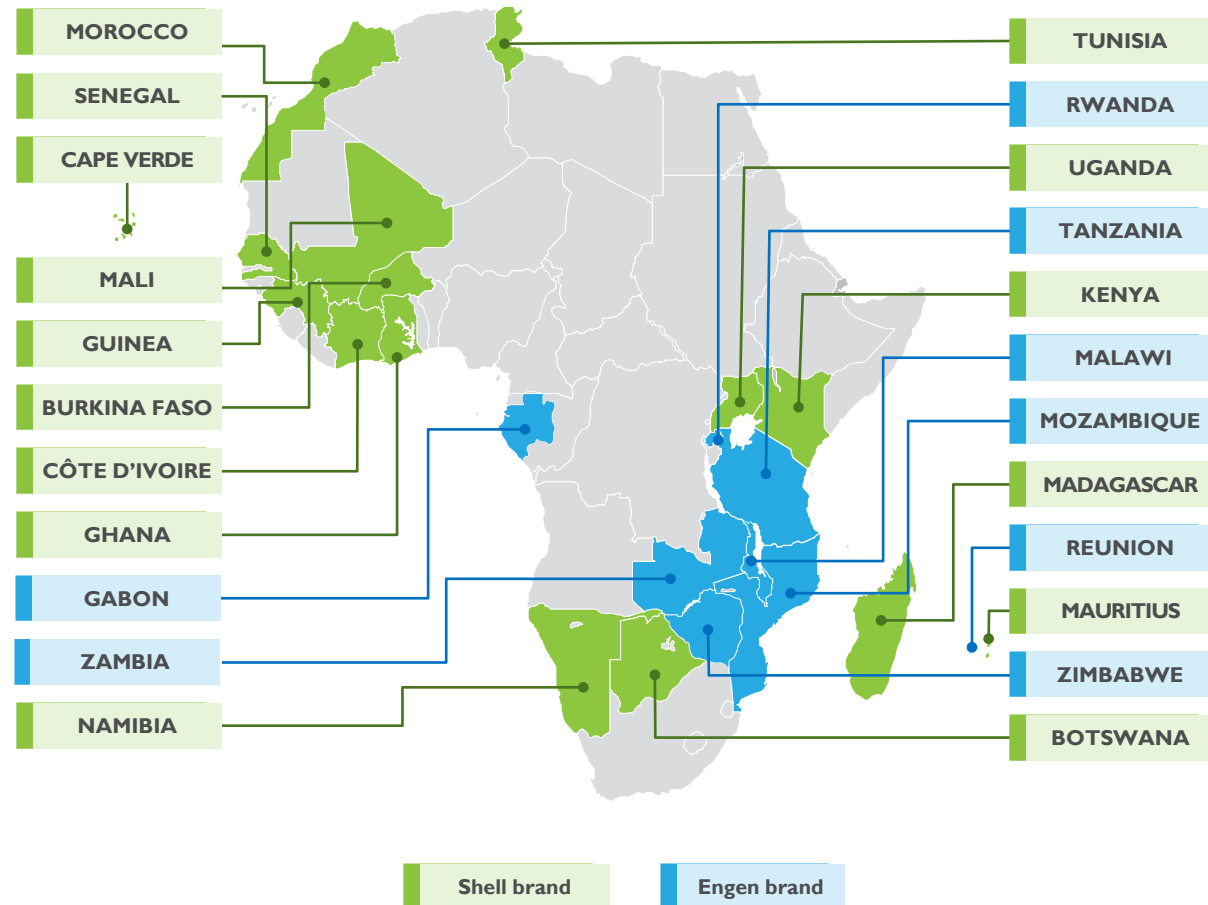 MOROCCO
SENEGAL
CAPE VERDE
MALI
GUINEA
BURKINA FASO
CÔTE D’IVOIRE
GHANA
GABON
ZAMBIA
NAMIBIA
TUNISIA
RWANDA
UGANDA
TANZANIA
KENYA
MALAWI
MOZAMBIQUE
MADAGASCAR
REUNION
MAURITIUS
ZIMBABWE
BOTSWANA
Shell brand
Engen brand